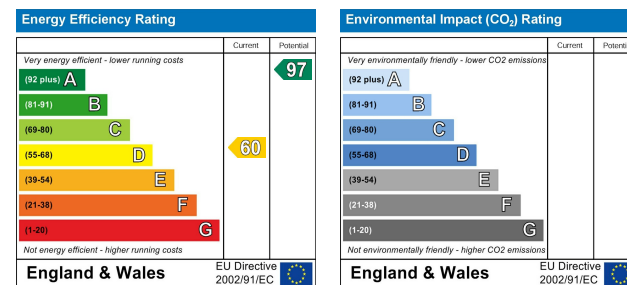 Energy Efficiency Rating
Current Potential
Very energy efficient - lower running costs
(92 plus) A
97
(81-91) B
(69-80) C
(55-68) D
60
(39-54) E
(21-38) F
(1-20) G
Not energy efficient - higher running costs
England & Wales
EU Directive
2002/91/EC
Environmental Impact (CO₂) Rating
Current Potential
Very environmentally friendly - lower CO2 emissions
(92 plus) A
(81-91) B
(69-80) C
(55-68) D
(39-54) E
(21-38) F
(1-20) G
Not environmentally friendly - higher CO2 emissions
England & Wales
EU Directive
2002/91/EC